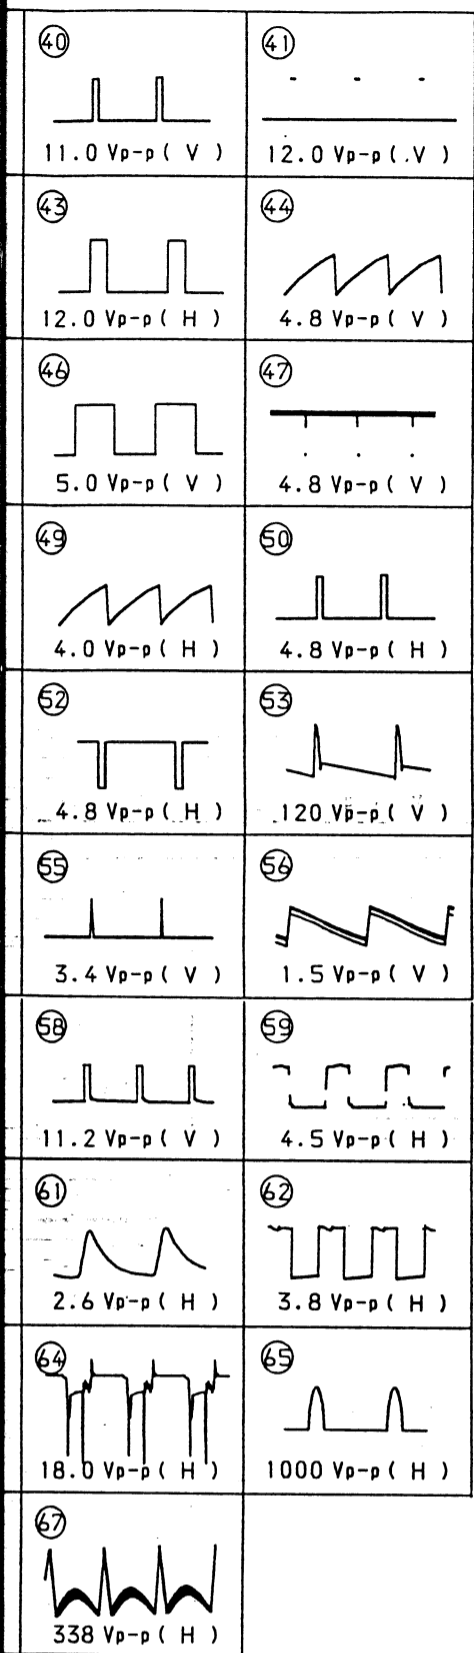 40
41
11.0 Vp-p ( V )
12.0 Vp-p (.V )
43
44
12.0 Vp-p ( H )
4.8 Vp-p ( V )
46
47
5.0 Vp-p ( V )
4.8 Vp-p ( V )
49
50
4.0 Vp-p ( H )
4.8 Vp-p ( H )
52
53
4.8 Vp-p ( H )
120 Vp-p ( V )
55
56
3.4 Vp-p ( V )
1.5 Vp-p ( V )
58
59
11.2 Vp-p ( V )
4.5 Vp-p ( H )
61
62
2.6 Vp-p ( H )
3.8 Vp-p ( H )
64
65
18.0 Vp-p ( H )
1000 Vp-p ( H )
67
338 Vp-p ( H )